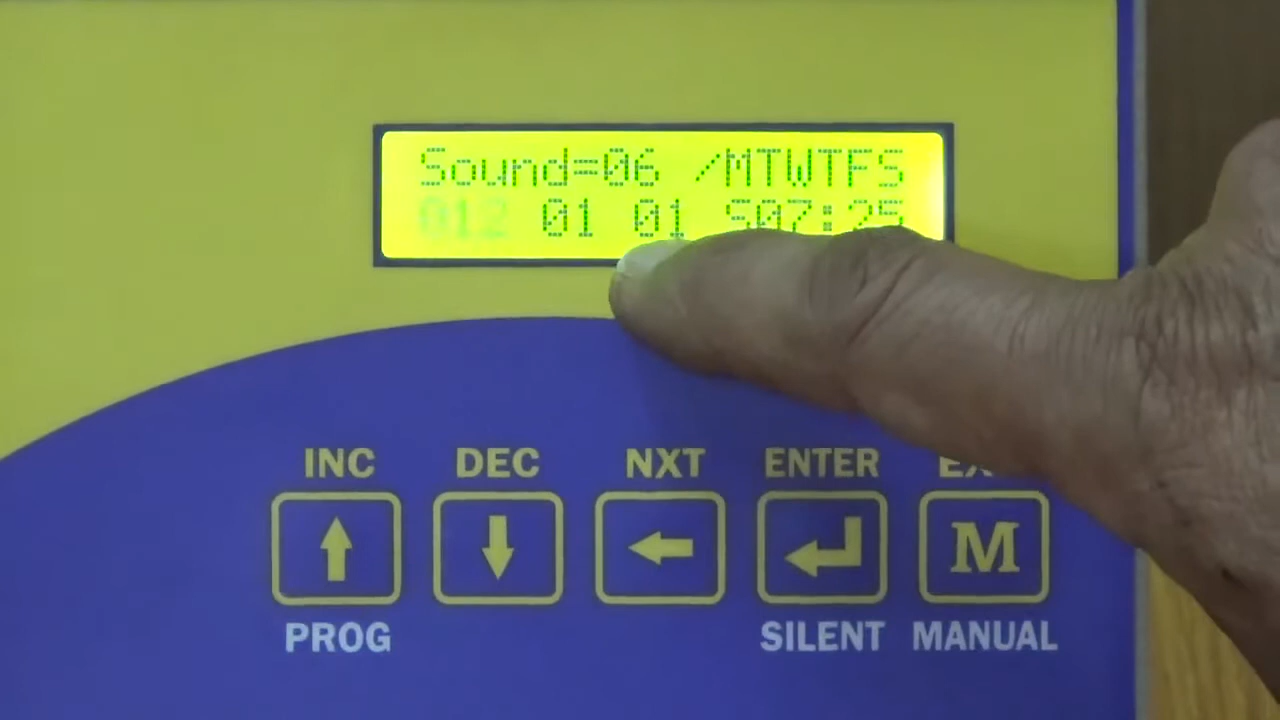 Sound=06 /MTWTFS
012 01 01 S07:25
INC DEC NXT ENTER
M
PROG SILENT MANUAL